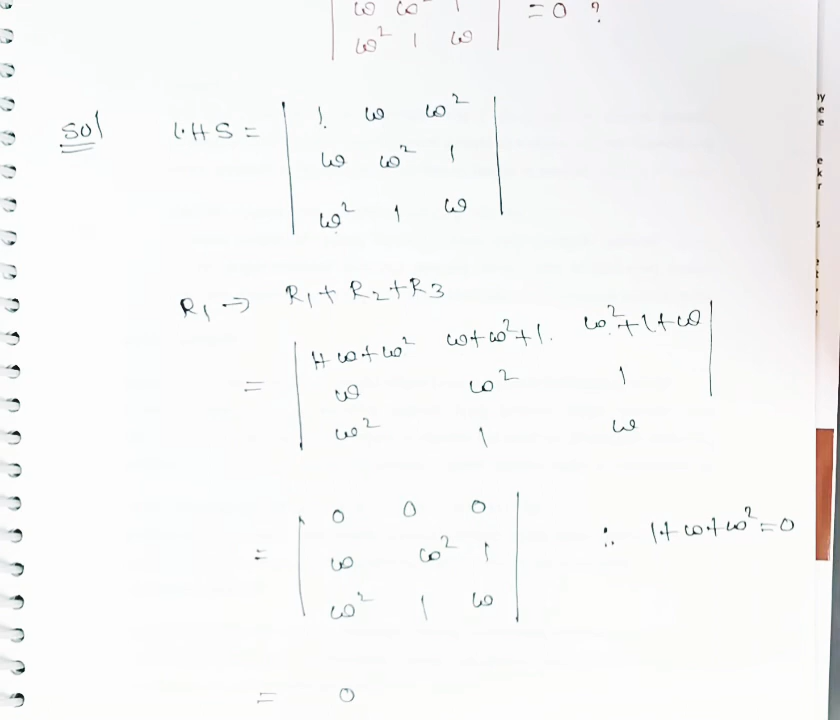 ω ω² 1 = 0 ?
ω² 1 ω
Sol LHS = 1 ω ω²
ω ω² 1
ω² 1 ω
R₁ → R₁ + R₂ + R₃
= 1+ω+ω² ω+ω²+1. ω²+1+ω
ω ω² 1
ω² 1 ω
= 0 0 0 ∴ 1+ω+ω²=0
ω ω² 1
ω² 1 ω
= 0